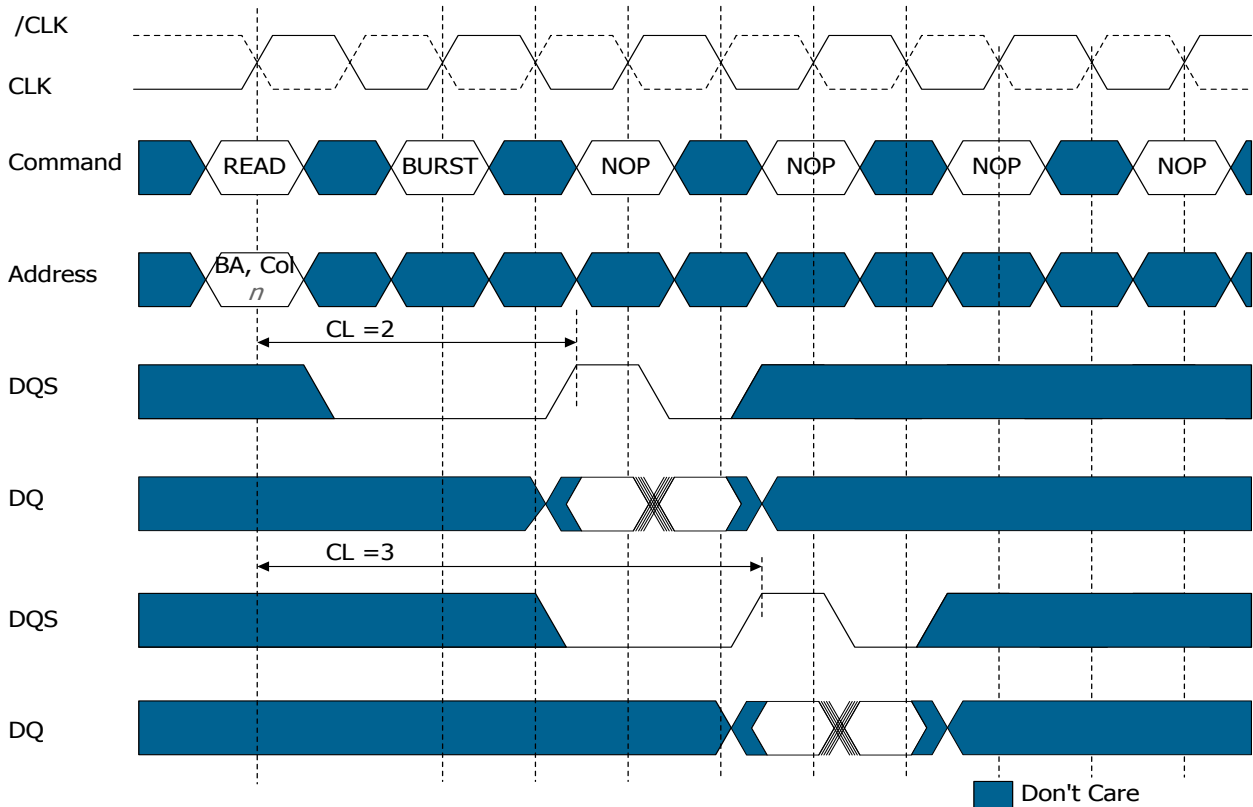 /CLK
CLK
Command READ BURST NOP NOP NOP NOP
Address BA, Col
n
CL =2
DQS
DQ
CL =3
DQS
DQ
Don't Care